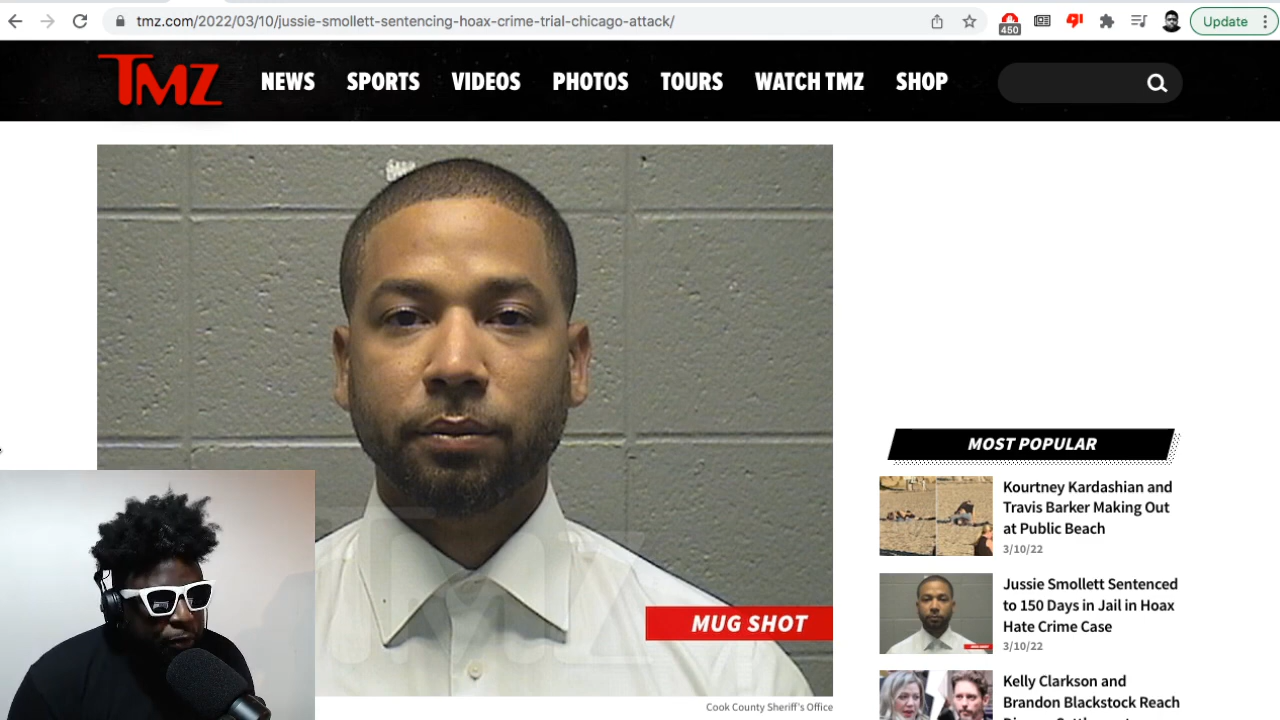 tmz.com/2022/03/10/jussie-smollett-sentencing-hoax-crime-trial-chicago-attack/
450
Update
TMZ
NEWS
SPORTS
VIDEOS
PHOTOS
TOURS
WATCH TMZ
SHOP
TMZ
MUG SHOT
Cook County Sheriff's Office
MOST POPULAR
Kourtney Kardashian and
Travis Barker Making Out
at Public Beach
3/10/22
Jussie Smollett Sentenced
to 150 Days in Jail in Hoax
Hate Crime Case
3/10/22
Kelly Clarkson and
Brandon Blackstock Reach